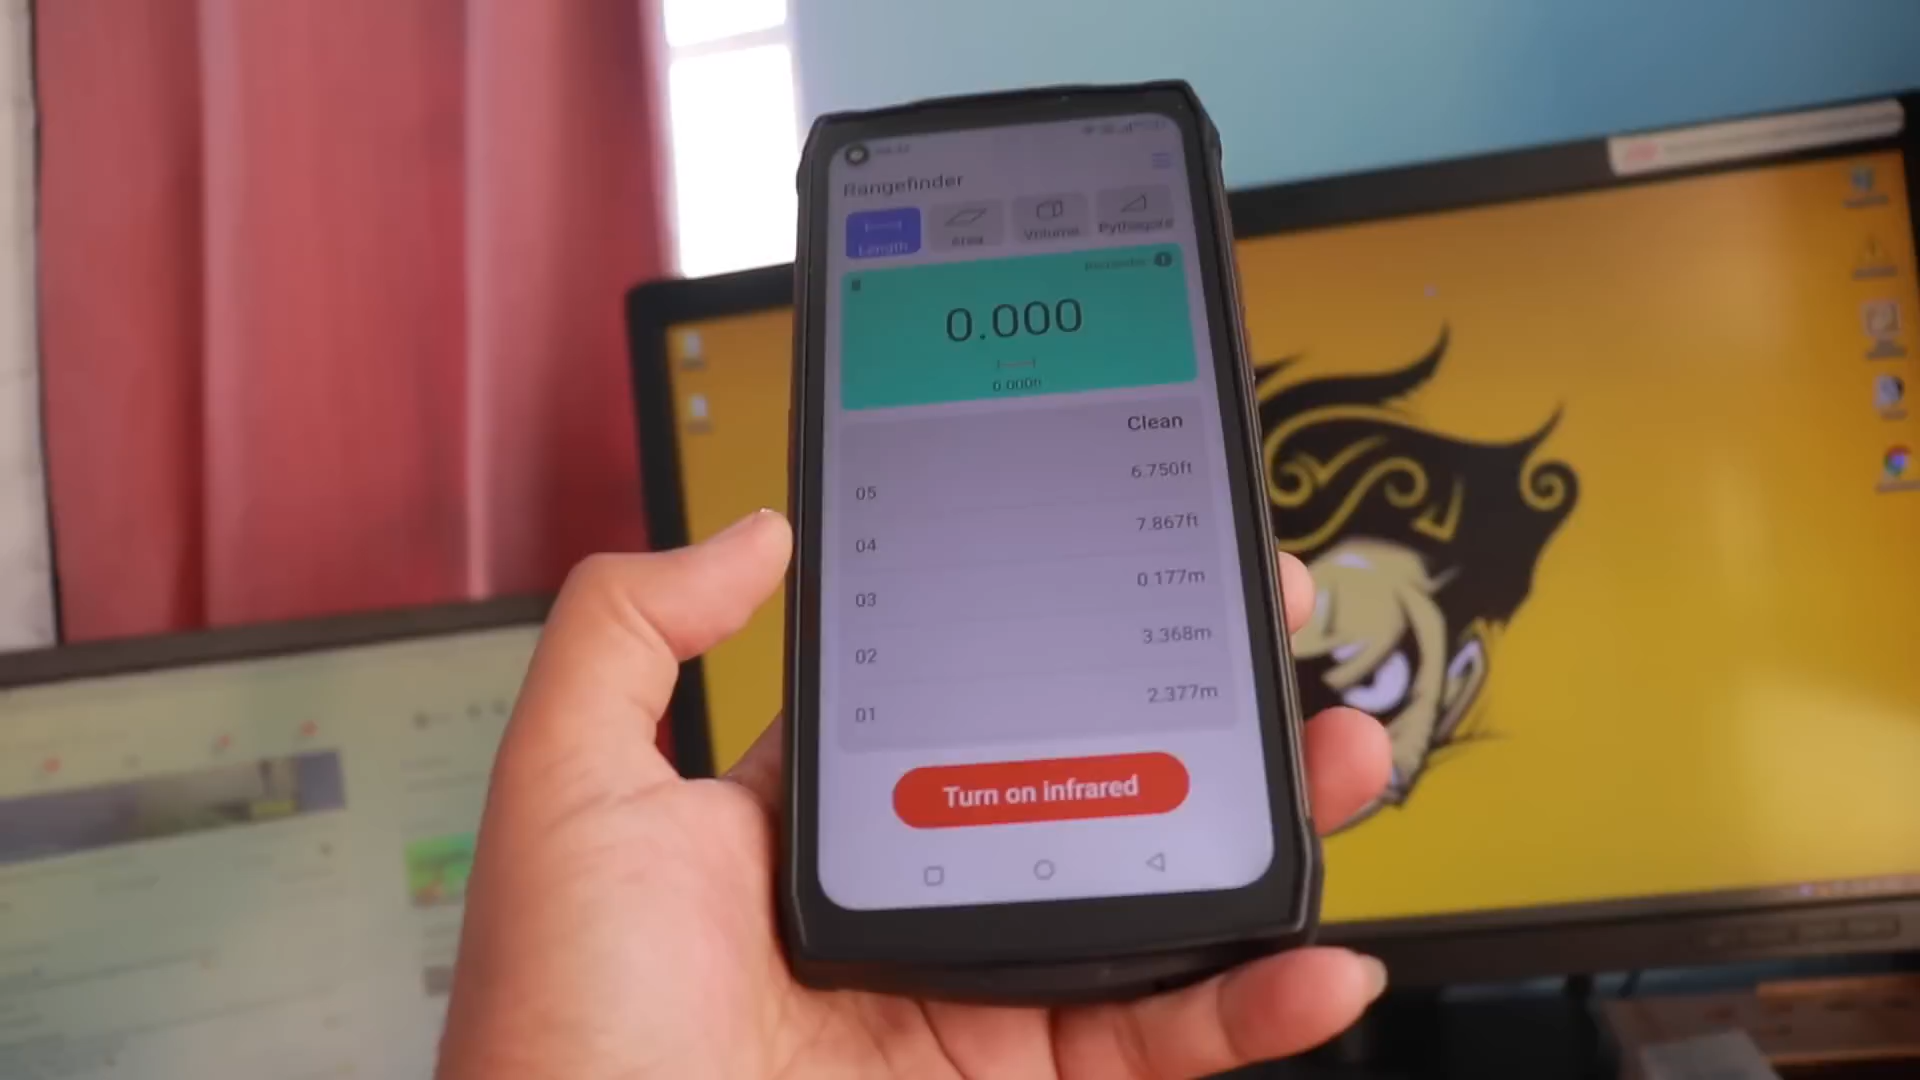 Rangefinder
Length Area Volume Pythagore
0.000
0.000ft
Clean
05 6.750ft
04 7.867ft
03 0.177m
02 3.368m
01 2.377m
Turn on infrared